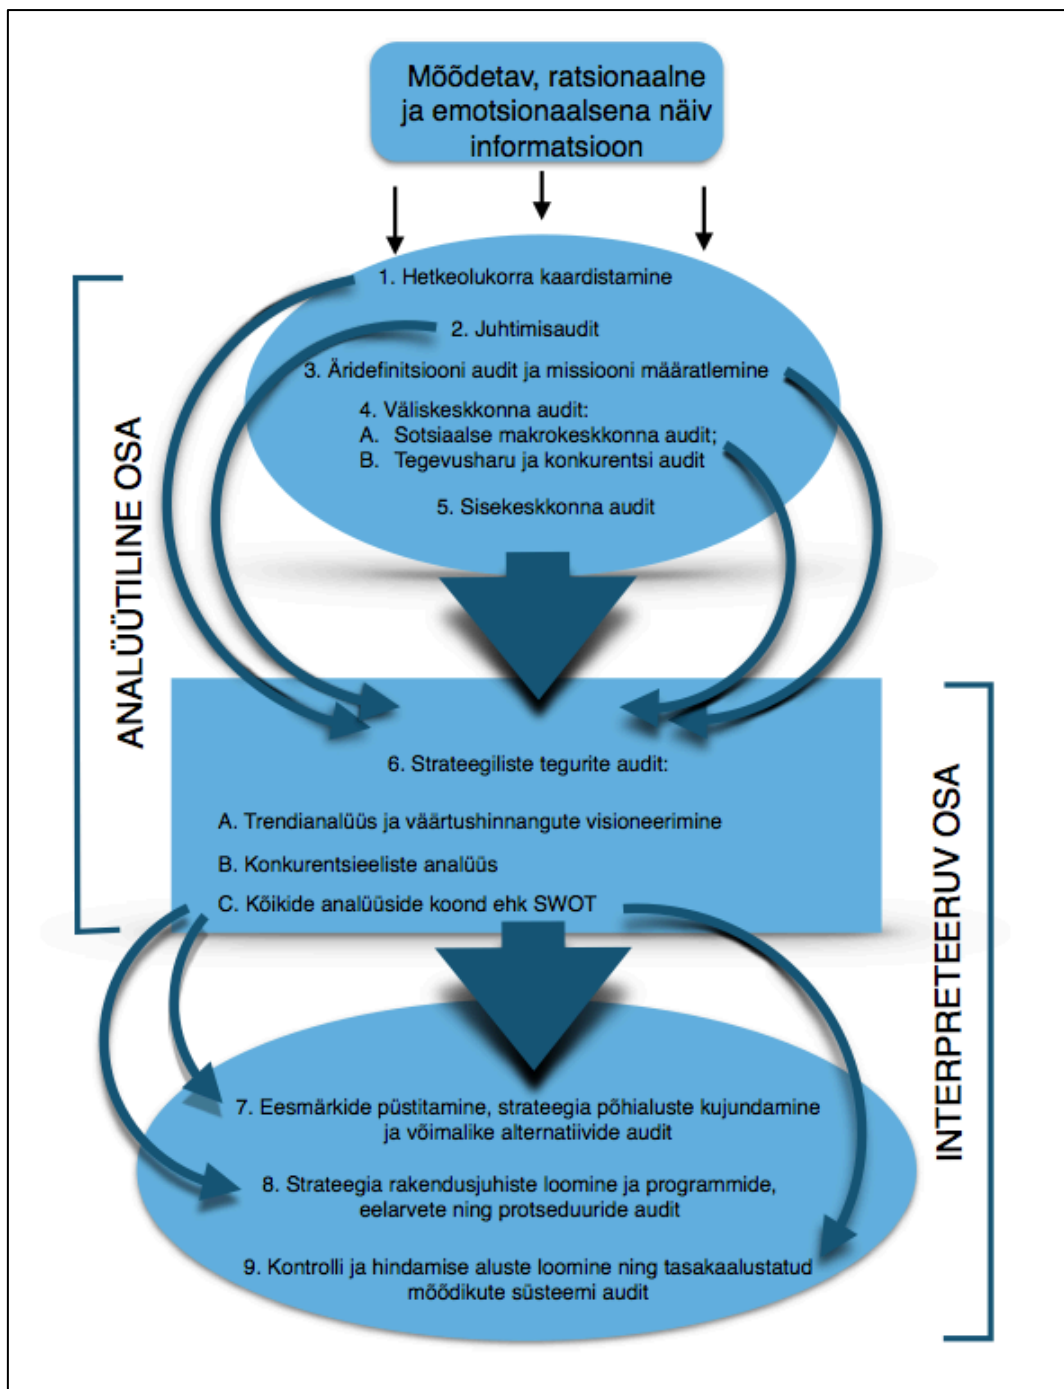 Mõõdetav, ratsionaalne
ja emotsionaalsena näiv
informatsioon
1. Hetkeolukorra kaardistamine
2. Juhtimisaudit
3. Äridefinitsiooni audit ja missiooni määratlemine
4. Väliskeskkonna audit:
A. Sotsiaalse makrokeskkonna audit;
B. Tegevusharu ja konkurentsi audit
5. Sisekeskkonna audit
ANALÜÜTILINE OSA
6. Strateegiliste tegurite audit:
A. Trendianalüüs ja väärtushinnangute visioneerimine
B. Konkurentsieeliste analüüs
C. Kõikide analüüside koond ehk SWOT
INTERPRETEERUV OSA
7. Eesmärkide püstitamine, strateegia põhialuste kujundamine
ja võimalike alternatiivide audit
8. Strateegia rakendusjuhiste loomine ja programmide,
eelarvete ning protseduuride audit
9. Kontrolli ja hindamise aluste loomine ning tasakaalustatud
mõõdikute süsteemi audit